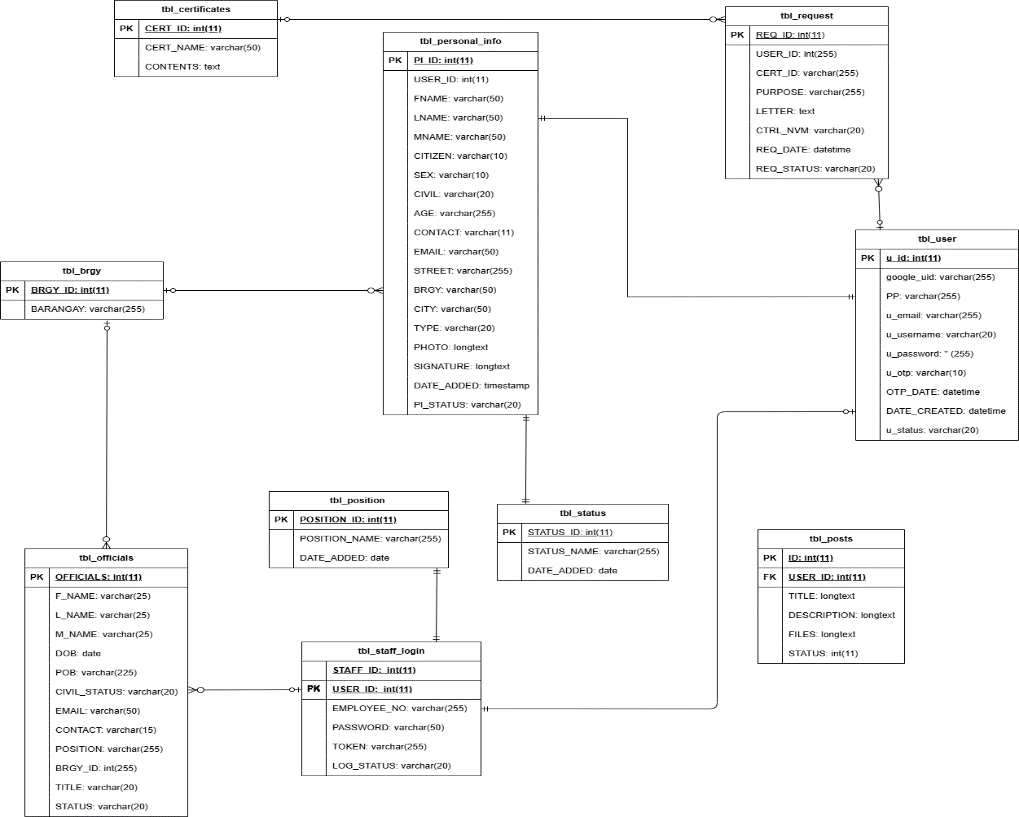 tbl_certificates
PK CERT_ID: int(11)
CERT_NAME: varchar(50)
CONTENTS: text
tbl_personal_info
PK PI_ID: int(11)
USER_ID: int(11)
FNAME: varchar(50)
LNAME: varchar(50)
MNAME: varchar(50)
CITIZEN: varchar(10)
SEX: varchar(10)
CIVIL: varchar(20)
AGE: varchar(255)
CONTACT: varchar(11)
EMAIL: varchar(50)
STREET: varchar(255)
BRGY: varchar(50)
CITY: varchar(50)
TYPE: varchar(20)
PHOTO: longtext
SIGNATURE: longtext
DATE_ADDED: timestamp
PI_STATUS: varchar(20)
tbl_request
PK REQ_ID: int(11)
USER_ID: int(255)
CERT_ID: varchar(255)
PURPOSE: varchar(255)
LETTER: text
CTRL_NVM: varchar(20)
REQ_DATE: datetime
REQ_STATUS: varchar(20)
tbl_brgy
PK BRGY_ID: int(11)
BARANGAY: varchar(255)
tbl_user
PK u_id: int(11)
google_uid: varchar(255)
PP: varchar(255)
u_email: varchar(255)
u_username: varchar(20)
u_password: " (255)
u_otp: varchar(10)
OTP_DATE: datetime
DATE_CREATED: datetime
u_status: varchar(20)
tbl_position
PK POSITION_ID: int(11)
POSITION_NAME: varchar(255)
DATE_ADDED: date
tbl_status
PK STATUS_ID: int(11)
STATUS_NAME: varchar(255)
DATE_ADDED: date
tbl_posts
PK ID: int(11)
FK USER_ID: int(11)
TITLE: longtext
DESCRIPTION: longtext
FILES: longtext
STATUS: int(11)
tbl_officials
PK OFFICIALS: int(11)
F_NAME: varchar(25)
L_NAME: varchar(25)
M_NAME: varchar(25)
DOB: date
POB: varchar(225)
CIVIL_STATUS: varchar(20)
EMAIL: varchar(50)
CONTACT: varchar(15)
POSITION: varchar(255)
BRGY_ID: int(255)
TITLE: varchar(20)
STATUS: varchar(20)
tbl_staff_login
STAFF_ID: int(11)
PK USER_ID: int(11)
EMPLOYEE_NO: varchar(255)
PASSWORD: varchar(50)
TOKEN: varchar(255)
LOG_STATUS: varchar(20)